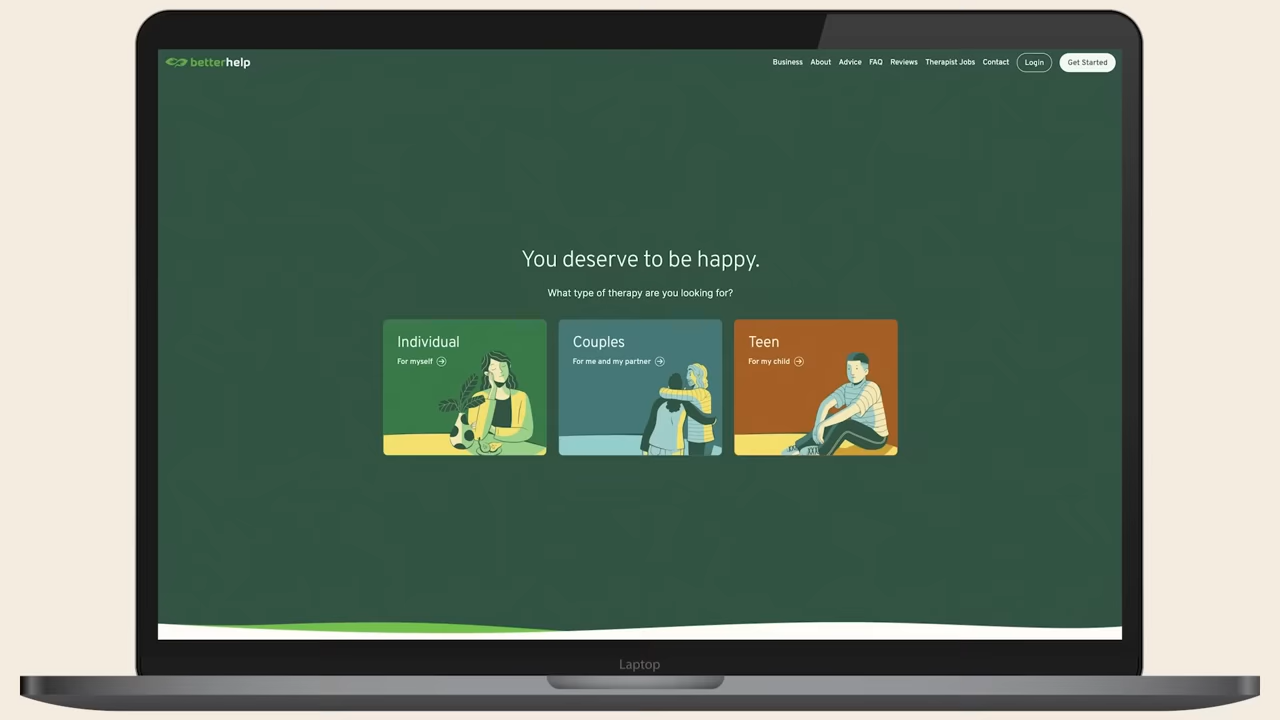 betterhelp
Business About Advice FAQ Reviews Therapist Jobs Contact Login Get Started
You deserve to be happy.
What type of therapy are you looking for?
Individual
For myself
Couples
For me and my partner
Teen
For my child
Laptop